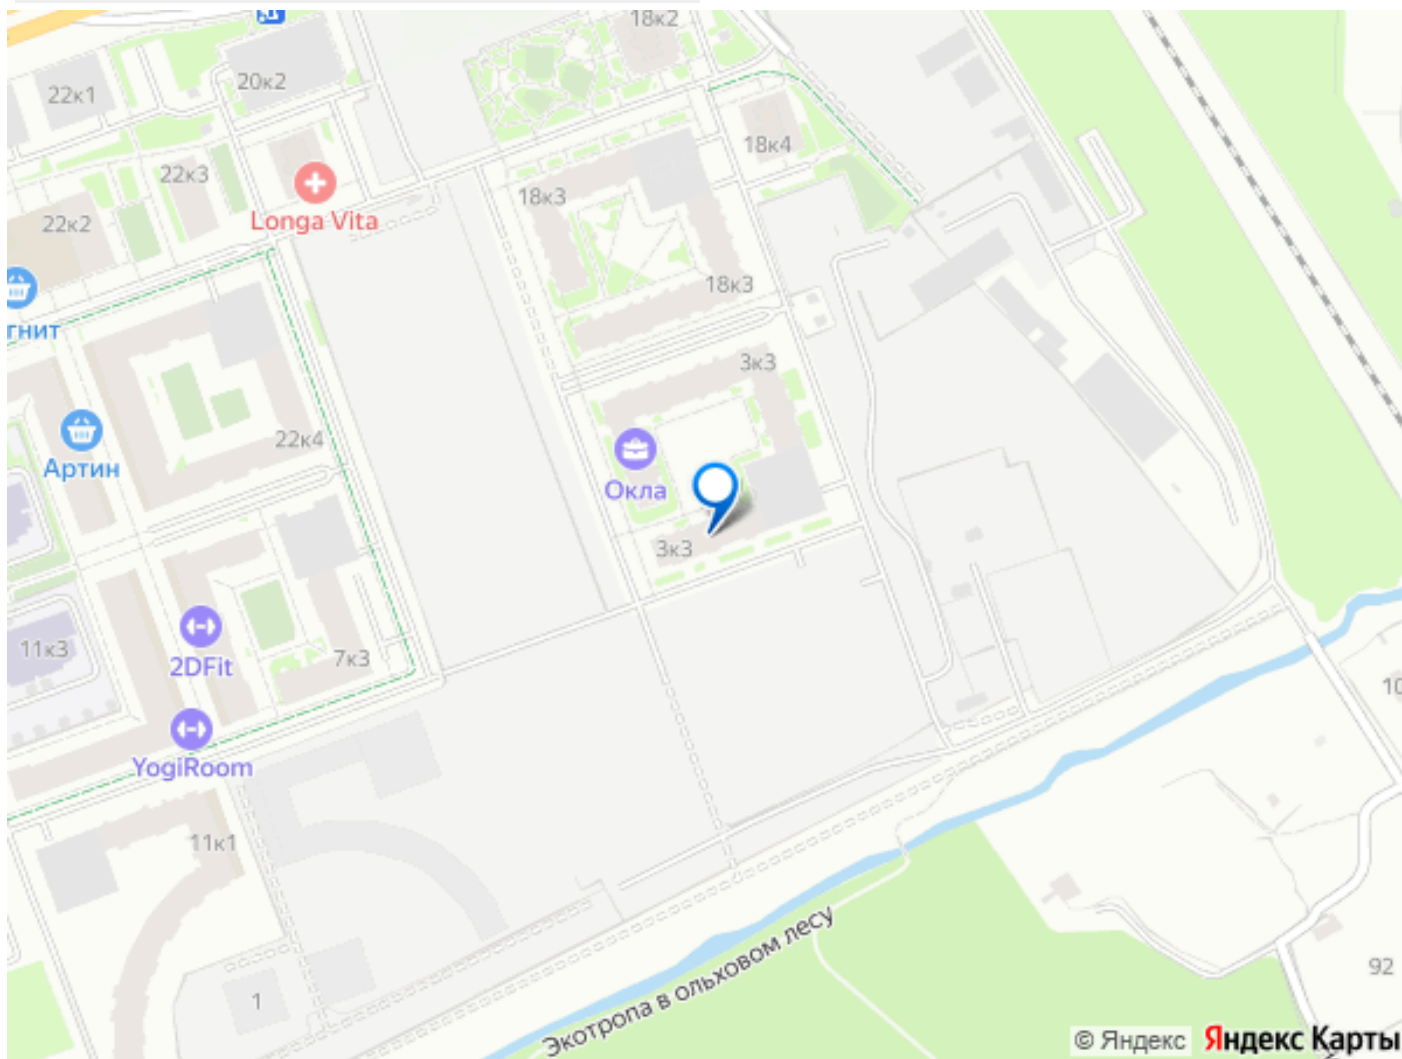 18к2
20к2
22к1
18к4
22к3
18к3
Longa Vita
22к2
18к3
гнит
3к3
22к4
Артин
Окла
3к3
11к3
7к3
2DFit
10
YogiRoom
11к1
Экотропа в ольховом лесу
92
1
© Яндекс Яндекс Карты